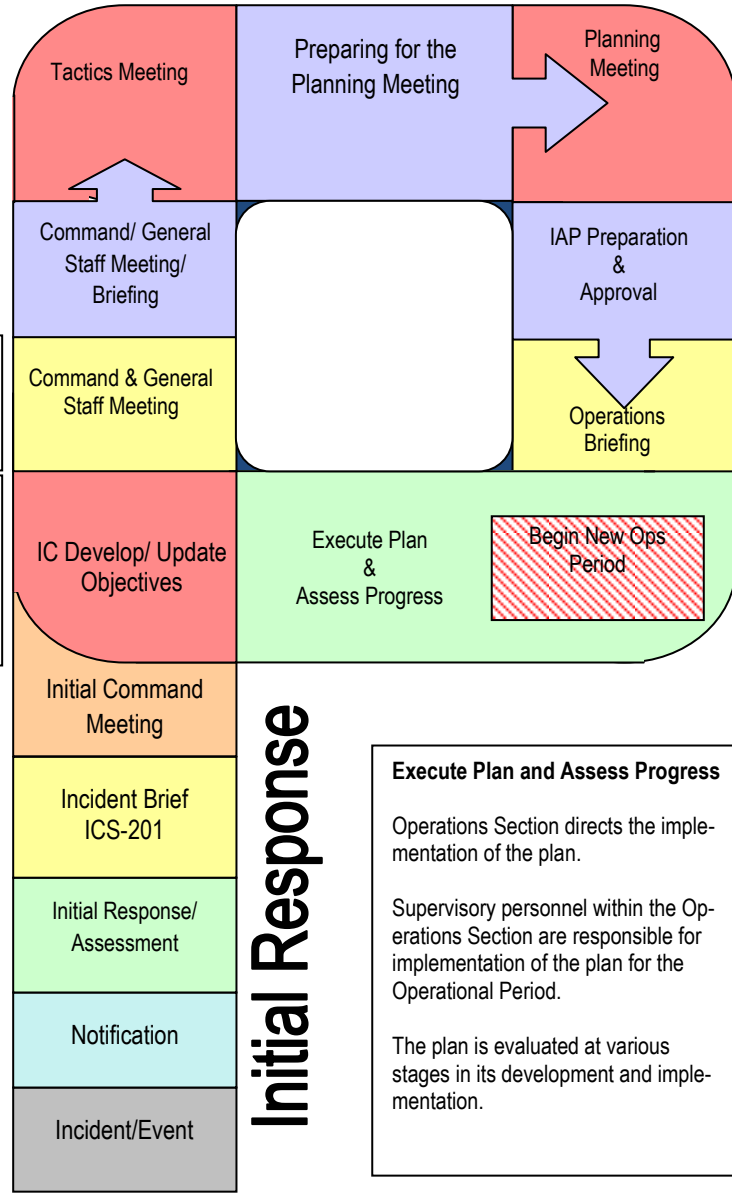 Tactics Meeting
Preparing for the
Planning Meeting
Planning
Meeting
Command/ General
Staff Meeting/
Briefing
IAP Preparation
&
Approval
Command & General
Staff Meeting
Operations
Briefing
IC Develop/ Update
Objectives
Execute Plan
&
Assess Progress
Begin New Ops
Period
Initial Command
Meeting
Incident Brief
ICS-201
Initial Response/
Assessment
Notification
Incident/Event
Initial Response
Execute Plan and Assess Progress
Operations Section directs the imple-
mentation of the plan.
Supervisory personnel within the Op-
erations Section are responsible for
implementation of the plan for the
Operational Period.
The plan is evaluated at various
stages in its development and imple-
mentation.